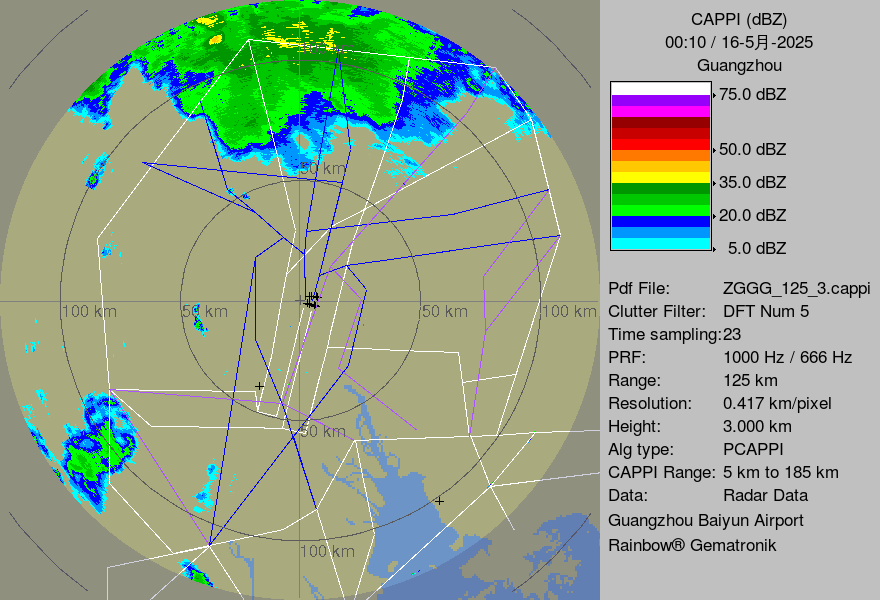 CAPPI (dBZ)
00:10 / 16-5月-2025
Guangzhou
75.0 dBZ
50.0 dBZ
35.0 dBZ
20.0 dBZ
5.0 dBZ
50 km
100 km
50 km
50 km
100 km
50 km
100 km
Pdf File: ZGGG_125_3.cappi
Clutter Filter: DFT Num 5
Time sampling:23
PRF: 1000 Hz / 666 Hz
Range: 125 km
Resolution: 0.417 km/pixel
Height: 3.000 km
Alg type: PCAPPI
CAPPI Range: 5 km to 185 km
Data: Radar Data
Guangzhou Baiyun Airport
Rainbow® Gematronik